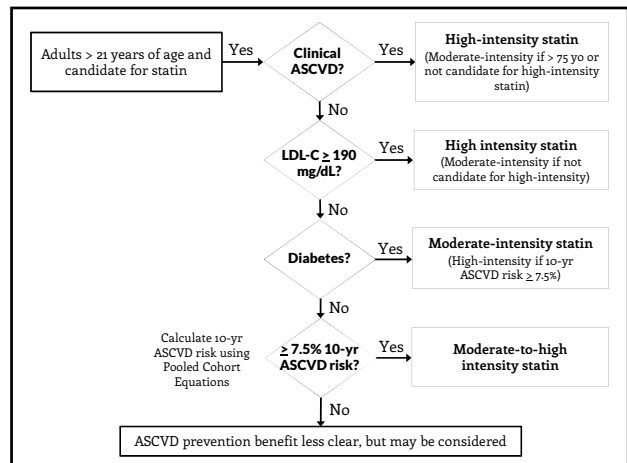 Adults > 21 years of age and
candidate for statin
Yes
Clinical
ASCVD?
Yes
High-intensity statin
(Moderate-intensity if > 75 yo or
not candidate for high-intensity
statin)
No
LDL-C ≥ 190
mg/dL?
Yes
High intensity statin
(Moderate-intensity if not
candidate for high-intensity)
No
Diabetes?
Yes
Moderate-intensity statin
(High-intensity if 10-yr
ASCVD risk ≥ 7.5%)
No
Calculate 10-yr
ASCVD risk using
Pooled Cohort
Equations
≥ 7.5% 10-yr
ASCVD risk?
Yes
Moderate-to-high
intensity statin
No
ASCVD prevention benefit less clear, but may be considered